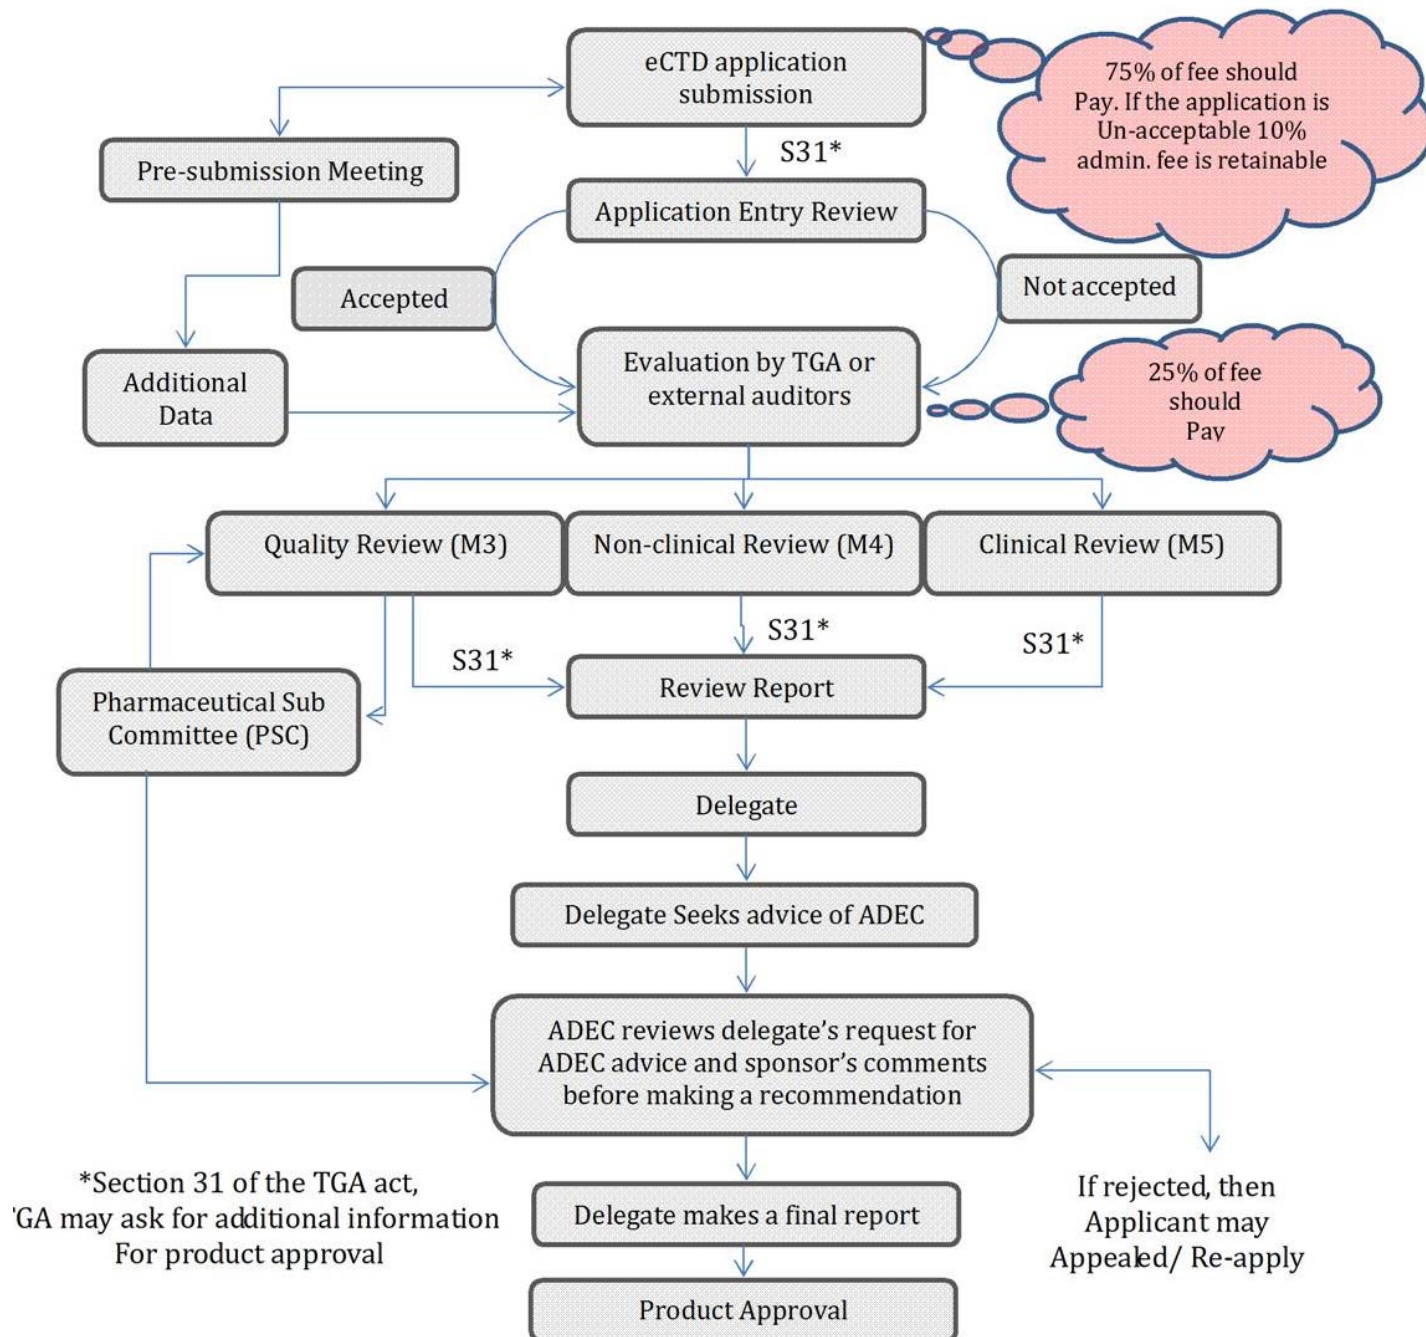 eCTD application
submission
75% of fee should
Pay. If the application is
Un-acceptable 10%
admin. fee is retainable
S31*
Pre-submission Meeting
Application Entry Review
Accepted
Not accepted
Evaluation by TGA or
external auditors
25% of fee
should
Pay
Additional
Data
Quality Review (M3)
Non-clinical Review (M4)
Clinical Review (M5)
S31*
S31*
S31*
Pharmaceutical Sub
Committee (PSC)
Review Report
Delegate
Delegate Seeks advice of ADEC
ADEC reviews delegate’s request for
ADEC advice and sponsor’s comments
before making a recommendation
*Section 31 of the TGA act,
GA may ask for additional information
For product approval
Delegate makes a final report
If rejected, then
Applicant may
Appealed/ Re-apply
Product Approval